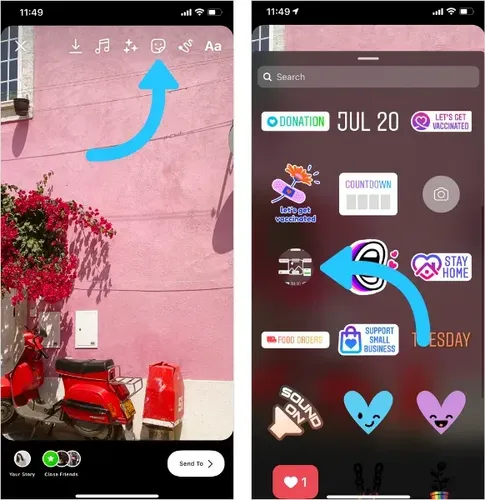 11:49
Aa
Your Story
Close Friends
Send To
11:49
Search
DONATION
JUL 20
LET'S GET
VACCINATED
let's get
vaccinated
COUNTDOWN
STAY
HOME
FOOD ORDERS
SUPPORT
SMALL
BUSINESS
SOUND
ON
1